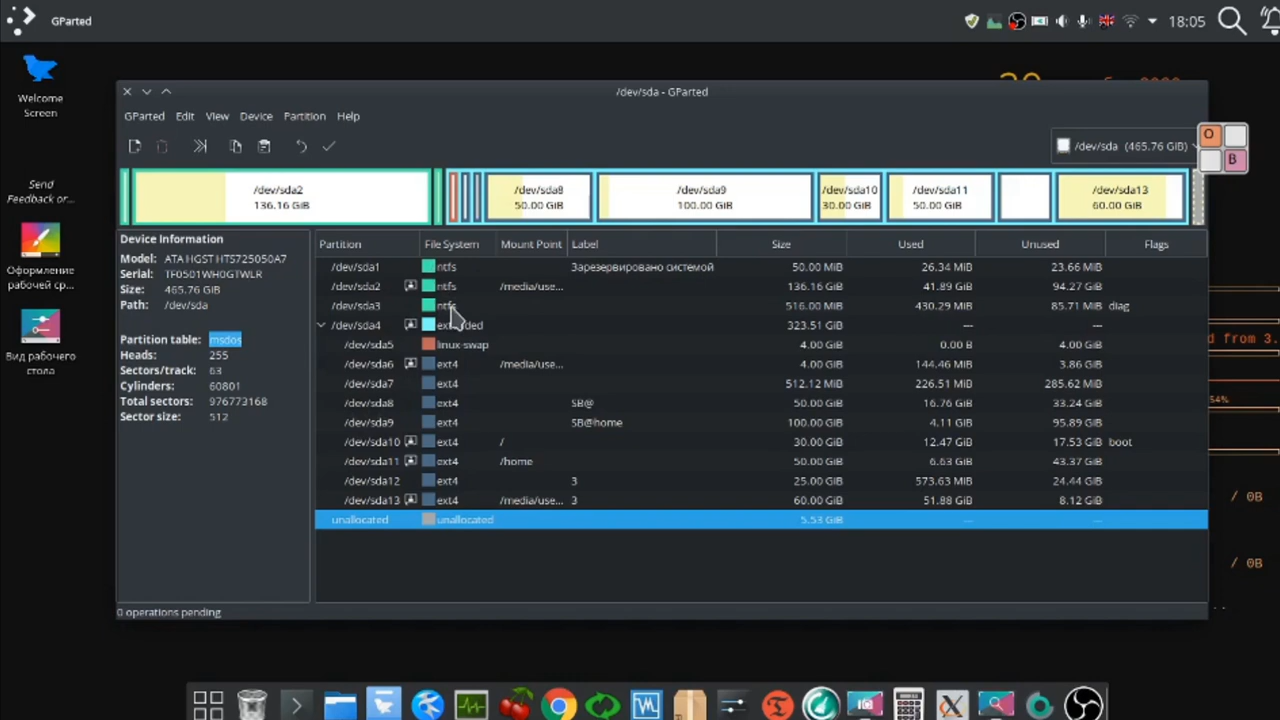 GParted
18:05
Welcome
Screen
Send
Feedback or...
Оформление
рабочей ср...
Вид рабочего
стола
/dev/sda - GParted
GParted Edit View Device Partition Help
/dev/sda (465.76 GiB)
O
B
/dev/sda2
136.16 GiB
/dev/sda8
50.00 GiB
/dev/sda9
100.00 GiB
/dev/sda10
30.00 GiB
/dev/sda11
50.00 GiB
/dev/sda13
60.00 GiB
Device Information
Model: ATA HGST HTS725050A7
Serial: TF0501WH0GTWLR
Size: 465.76 GiB
Path: /dev/sda
Partition table: msdos
Heads: 255
Sectors/track: 63
Cylinders: 60801
Total sectors: 976773168
Sector size: 512
Partition File System Mount Point Label Size Used Unused Flags
/dev/sda1 ntfs Зарезервировано системой 50.00 MiB 26.34 MiB 23.66 MiB
/dev/sda2 ntfs /media/use... 136.16 GiB 41.89 GiB 94.27 GiB
/dev/sda3 ntfs 516.00 MiB 430.29 MiB 85.71 MiB diag
/dev/sda4 323.51 GiB --- ---
/dev/sda5 linux-swap 4.00 GiB 0.00 B 4.00 GiB
/dev/sda6 ext4 /media/use... 4.00 GiB 144.46 MiB 3.86 GiB
/dev/sda7 ext4 512.12 MiB 226.51 MiB 285.62 MiB
/dev/sda8 ext4 SB@ 50.00 GiB 16.76 GiB 33.24 GiB
/dev/sda9 ext4 SB@home 100.00 GiB 4.11 GiB 95.89 GiB
/dev/sda10 ext4 / 30.00 GiB 12.47 GiB 17.53 GiB boot
/dev/sda11 ext4 /home 50.00 GiB 6.63 GiB 43.37 GiB
/dev/sda12 ext4 3 25.00 GiB 573.63 MiB 24.44 GiB
/dev/sda13 ext4 /media/use... 3 60.00 GiB 51.88 GiB 8.12 GiB
unallocated unallocated 5.53 GiB --- ---
0 operations pending
d from 3.
54%
/ 0B
/ 0B